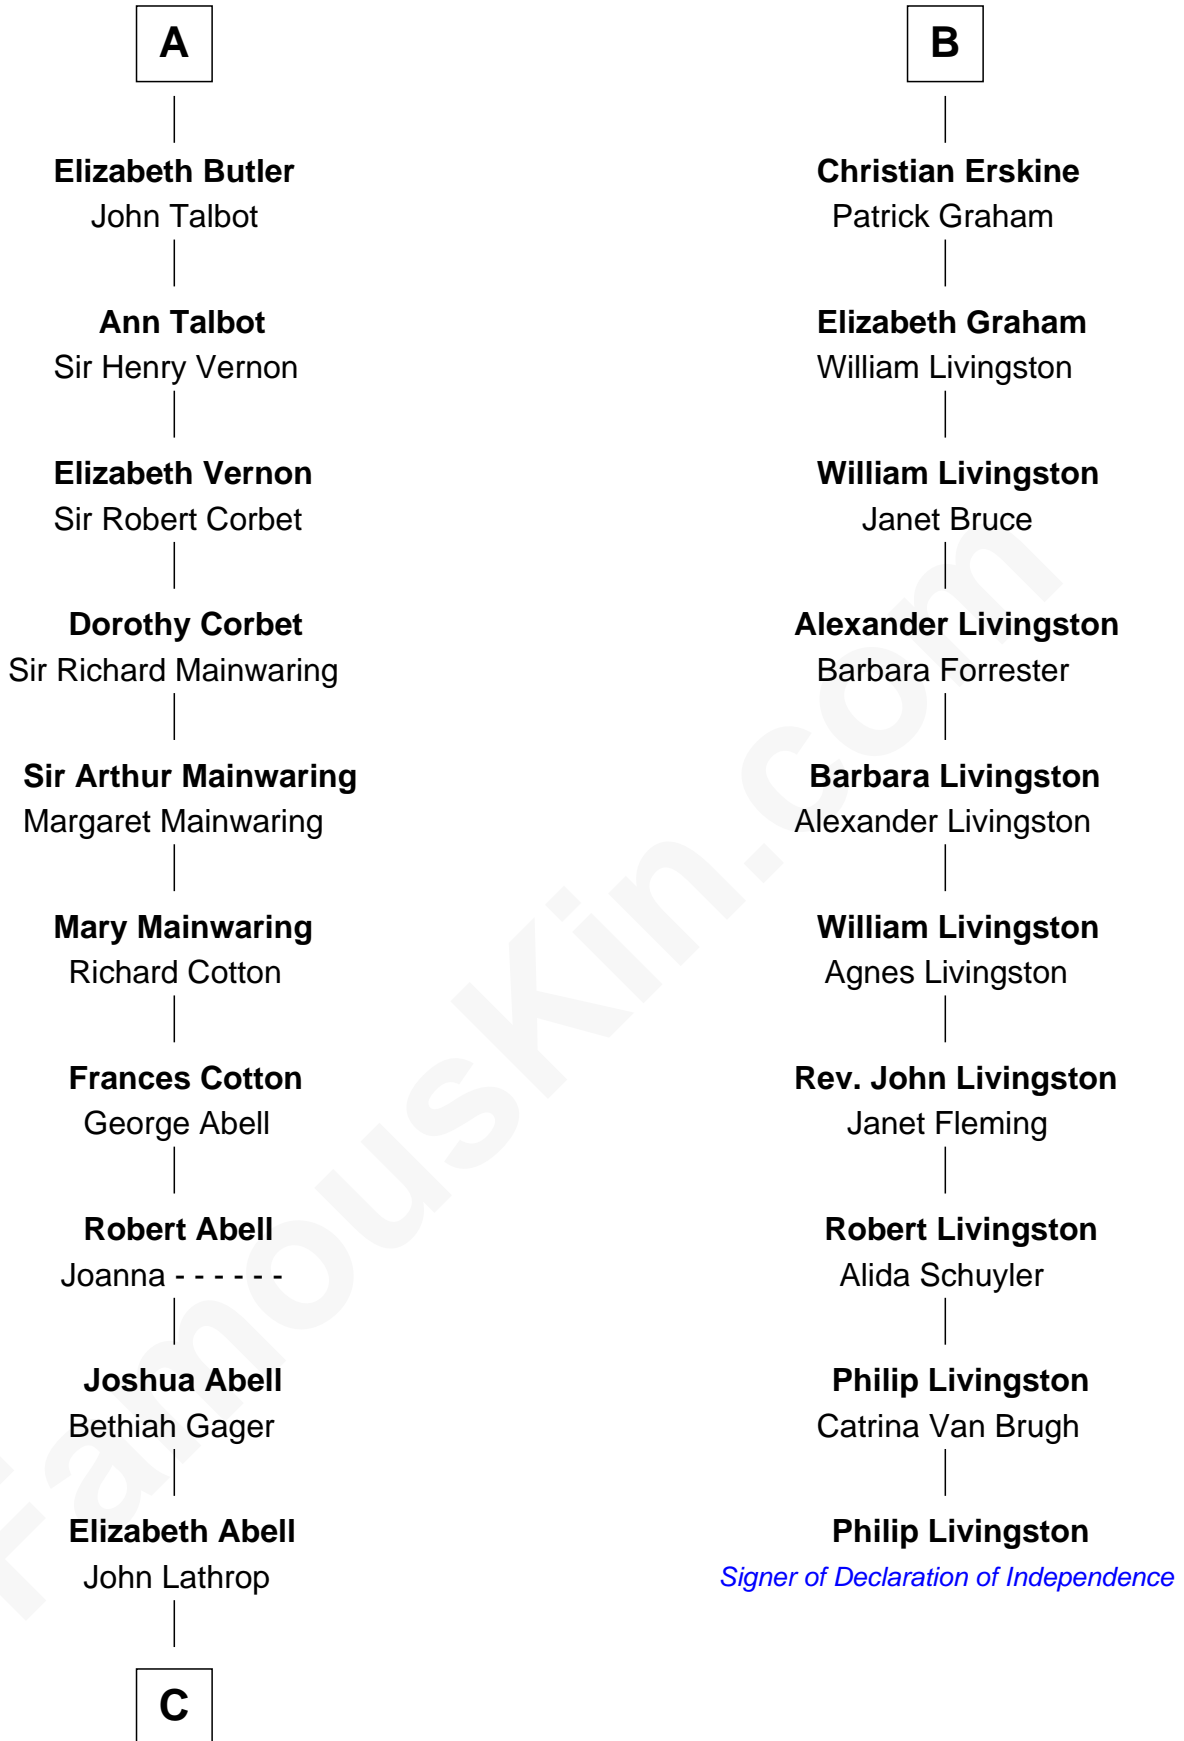 A
Elizabeth Butler
John Talbot
Ann Talbot
Sir Henry Vernon
Elizabeth Vernon
Sir Robert Corbet
Dorothy Corbet
Sir Richard Mainwaring
Sir Arthur Mainwaring
Margaret Mainwaring
Mary Mainwaring
Richard Cotton
Frances Cotton
George Abell
Robert Abell
Joanna - - - - - -
Joshua Abell
Bethiah Gager
Elizabeth Abell
John Lathrop
C
B
Christian Erskine
Patrick Graham
Elizabeth Graham
William Livingston
William Livingston
Janet Bruce
Alexander Livingston
Barbara Forrester
Barbara Livingston
Alexander Livingston
William Livingston
Agnes Livingston
Rev. John Livingston
Janet Fleming
Robert Livingston
Alida Schuyler
Philip Livingston
Catrina Van Brugh
Philip Livingston
Signer of Declaration of Independence
FamousKin.com